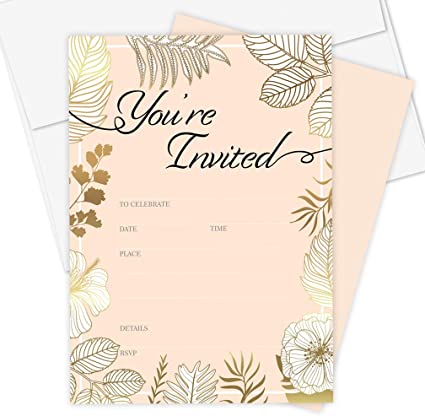 You're
Invited
TO CELEBRATE
DATE TIME
PLACE
DETAILS
RSVP